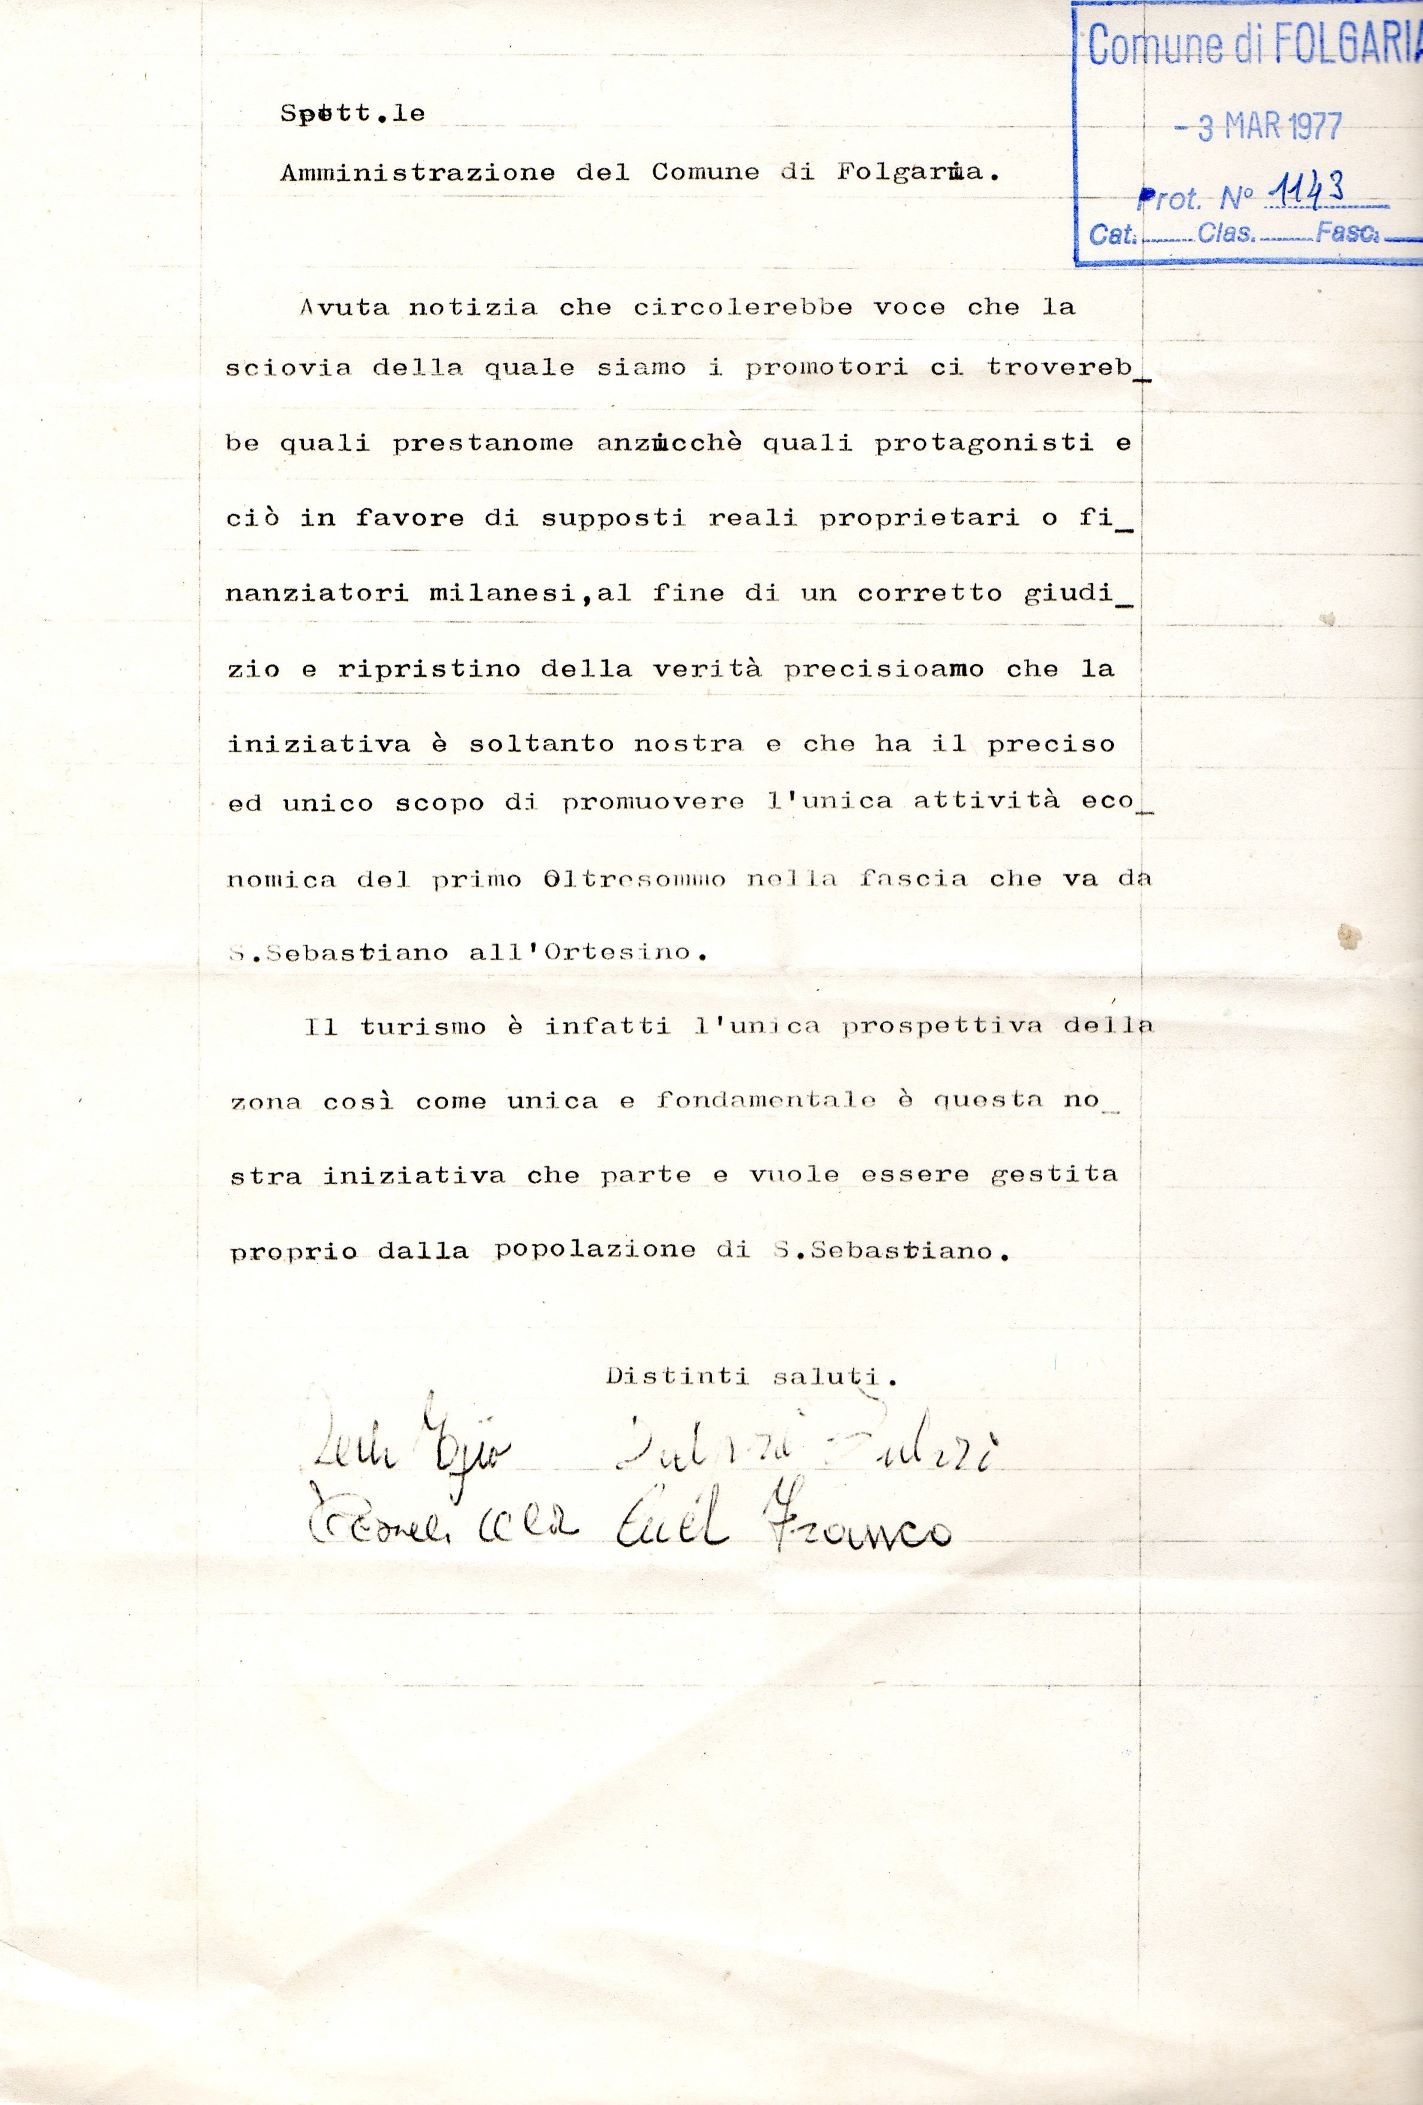 Comune di FOLGARIA
- 3 MAR 1977
Prot. N° 1143
Cat. Clas. Fasc.
Spett.le
Amministrazione del Comune di Folgaria.
Avuta notizia che circolerebbe voce che la
sciovia della quale siamo i promotori ci trovereb_
be quali prestanome anzicchè quali protagonisti e
ciò in favore di supposti reali proprietari o fi_
nanziatori milanesi,al fine di un corretto giudi_
zio e ripristino della verità precisioamo che la
iniziativa è soltanto nostra e che ha il preciso
ed unico scopo di promuovere l'unica attività eco_
nomica del primo Oltresommo nella fascia che va da
S.Sebastiano all'Ortesino.
Il turismo è infatti l'unica prospettiva della
zona così come unica e fondamentale è questa no_
stra iniziativa che parte e vuole essere gestita
proprio dalla popolazione di S.Sebastiano.
Distinti saluti.
Franco